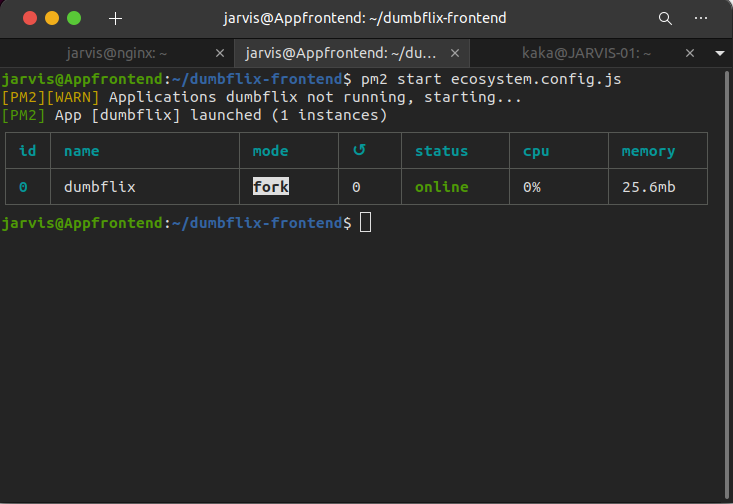 jarvis@Appfrontend: ~/dumbflix-frontend
jarvis@nginx: ~
jarvis@Appfrontend: ~/du...
kaka@JARVIS-01: ~
jarvis@Appfrontend:~/dumbflix-frontend$ pm2 start ecosystem.config.js
[PM2][WARN] Applications dumbflix not running, starting...
[PM2] App [dumbflix] launched (1 instances)
id name mode ↺ status cpu memory
0 dumbflix fork 0 online 0% 25.6mb
jarvis@Appfrontend:~/dumbflix-frontend$